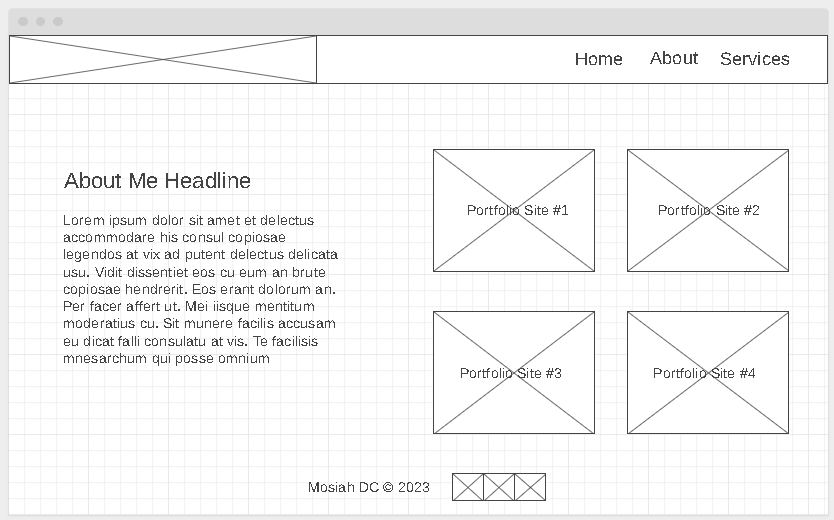 Home
About
Services
About Me Headline
Lorem ipsum dolor sit amet et delectus
accommodare his consul copiosae
legendos at vix ad putent delectus delicata
usu. Vidit dissentiet eos cu eum an brute
copiosae hendrerit. Eos erant dolorum an.
Per facer affert ut. Mei iisque mentitum
moderatius cu. Sit munere facilis accusam
eu dicat falli consulatu at vis. Te facilisis
mnesarchum qui posse omnium
Portfolio Site #1
Portfolio Site #2
Portfolio Site #3
Portfolio Site #4
Mosiah DC © 2023